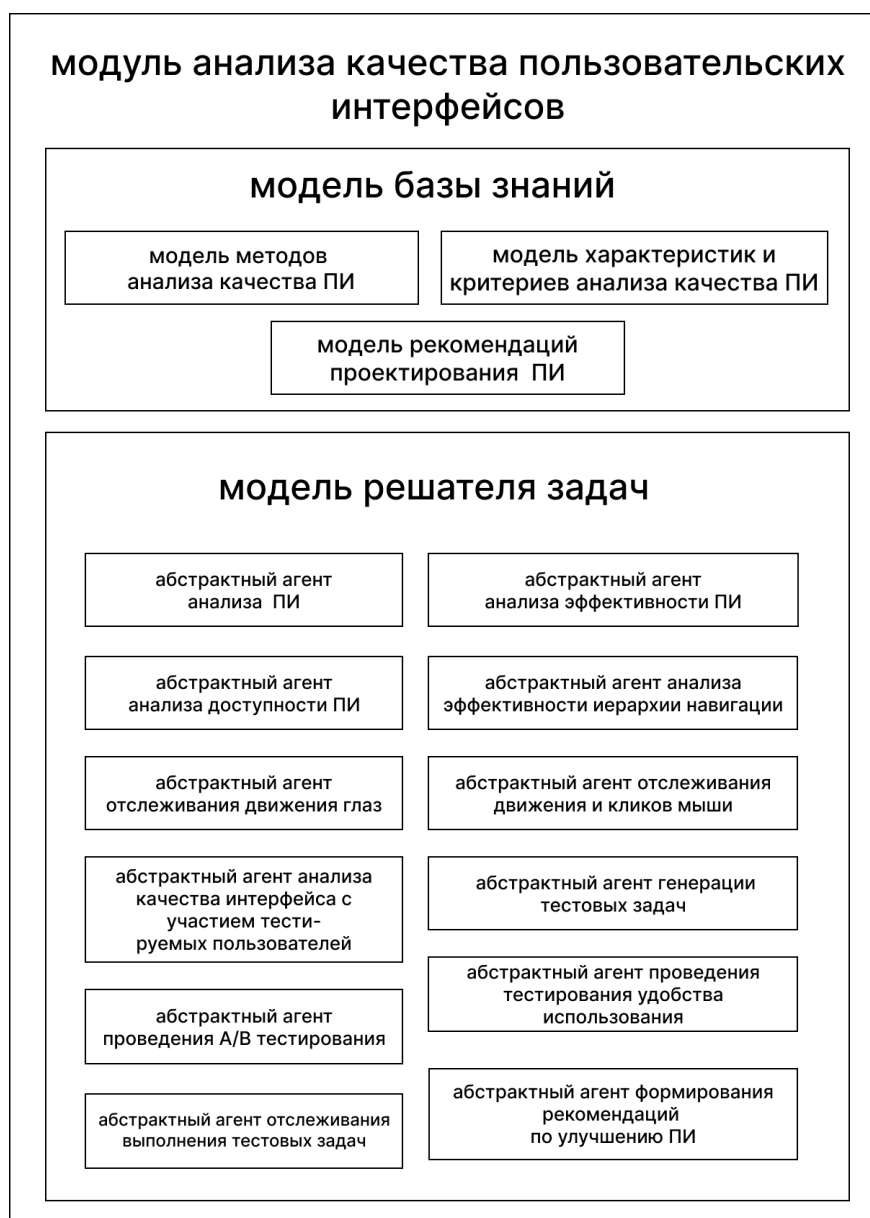 модуль анализа качества пользовательских
интерфейсов
модель базы знаний
модель методов
анализа качества ПИ
модель характеристик и
критериев анализа качества ПИ
модель рекомендаций
проектирования ПИ
модель решателя задач
абстрактный агент
анализа ПИ
абстрактный агент
анализа эффективности ПИ
абстрактный агент
анализа доступности ПИ
абстрактный агент анализа
эффективности иерархии навигации
абстрактный агент
отслеживания движения глаз
абстрактный агент отслеживания
движения и кликов мыши
абстрактный агент анализа
качества интерфейса с
участием тести-
руемых пользователей
абстрактный агент генерации
тестовых задач
абстрактный агент проведения
тестирования удобства
использования
абстрактный агент
проведения A/B тестирования
абстрактный агент формирования
рекомендаций
по улучшению ПИ
абстрактный агент отслеживания
выполнения тестовых задач